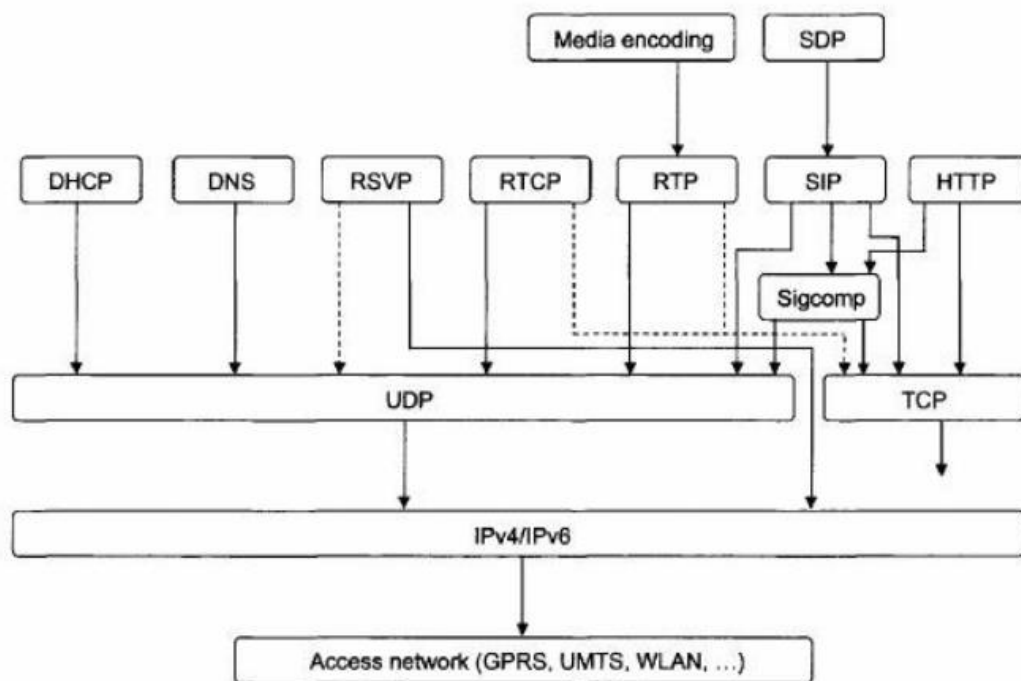 Media encoding
SDP
DHCP
DNS
RSVP
RTCP
RTP
SIP
HTTP
Sigcomp
UDP
TCP
IPv4/IPv6
Access network (GPRS, UMTS, WLAN, ...)